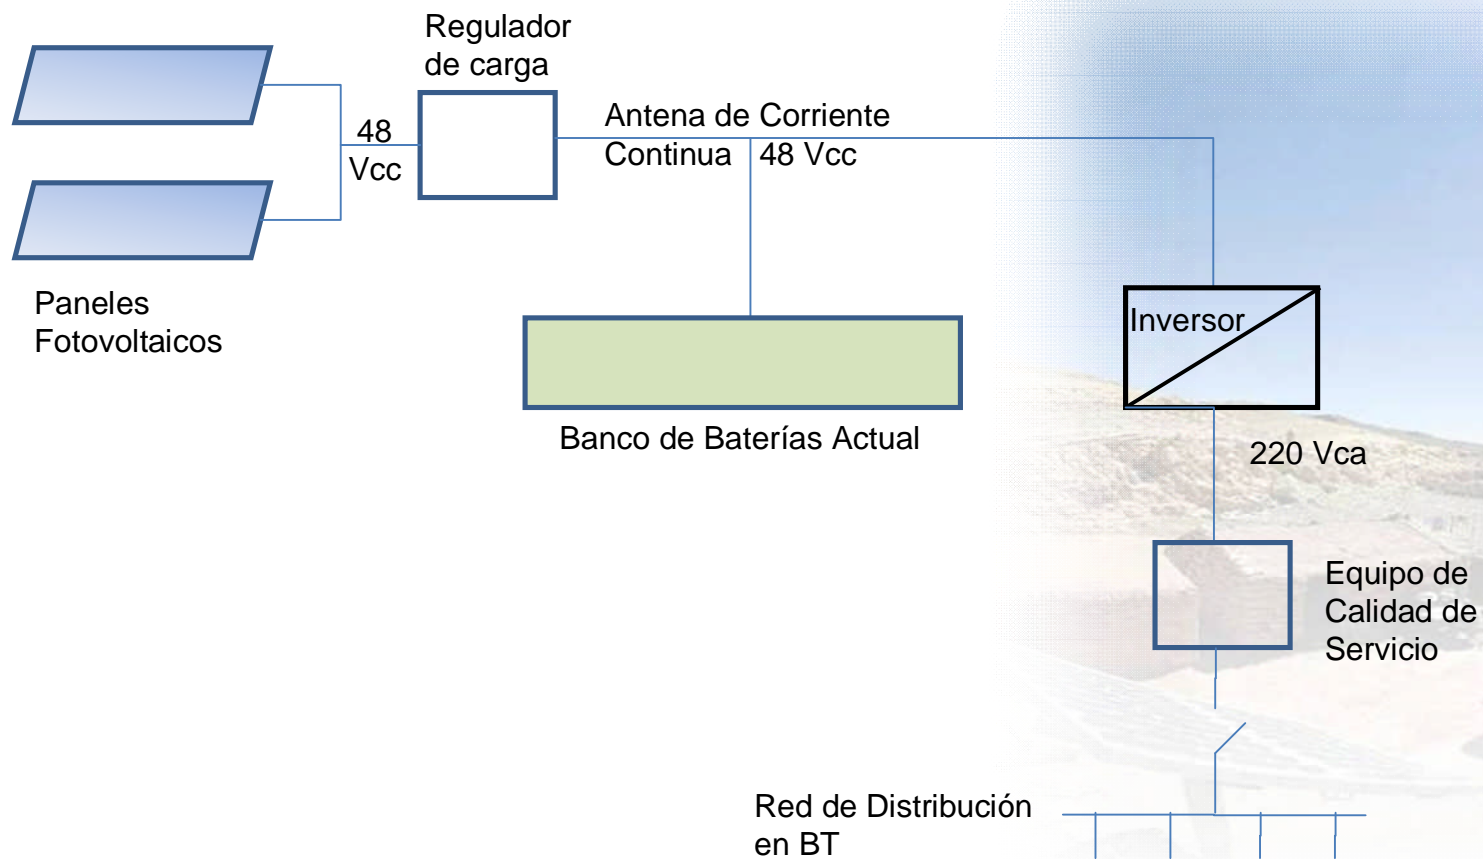 Regulador
de carga
48
Vcc
Antena de Corriente
Continua 48 Vcc
Paneles
Fotovoltaicos
Inversor
Banco de Baterías Actual
220 Vca
Equipo de
Calidad de
Servicio
Red de Distribución
en BT